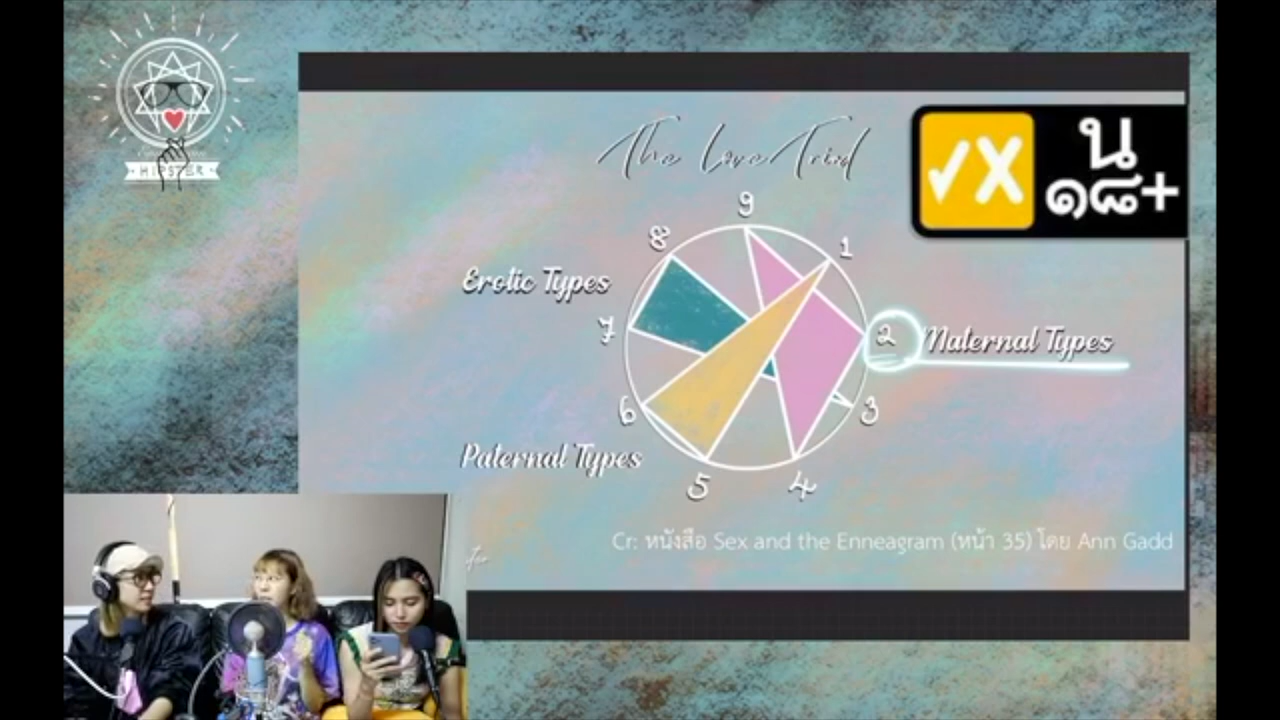 HIPSTER
The Love Triad
√X น
๑๘+
9
8
1
Erotic Types
7
2 Maternal Types
6
3
Paternal Types
5
4
Cr: หนังสือ Sex and the Enneagram (หน้า 35) โดย Ann Gadd